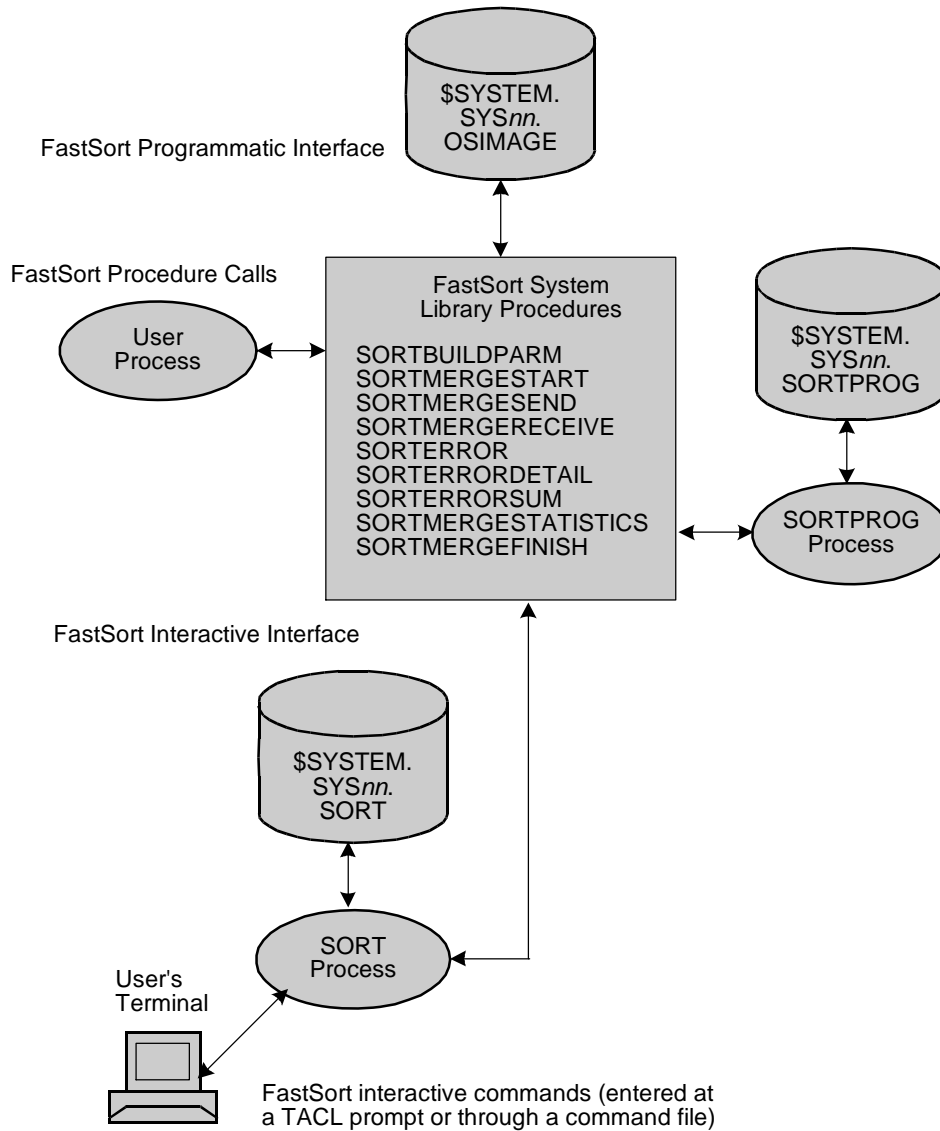 $SYSTEM.
SYSnn.
OSIMAGE
FastSort Programmatic Interface
FastSort Procedure Calls
User
Process
FastSort System
Library Procedures
SORTBUILDPARM
SORTMERGESTART
SORTMERGESEND
SORTMERGERECEIVE
SORTERROR
SORTERRORDETAIL
SORTERRORSUM
SORTMERGESTATISTICS
SORTMERGEFINISH
$SYSTEM.
SYSnn.
SORTPROG
SORTPROG
Process
FastSort Interactive Interface
$SYSTEM.
SYSnn.
SORT
SORT
Process
User's
Terminal
FastSort interactive commands (entered at
a TACL prompt or through a command file)